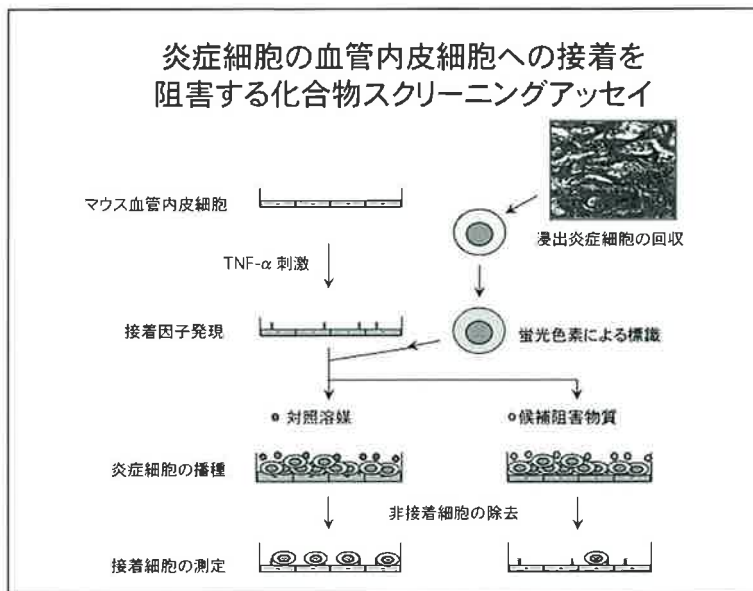 炎症細胞の血管内皮細胞への接着を
阻害する化合物スクリーニングアッセイ
マウス血管内皮細胞
浸出炎症細胞の回収
TNF-α 刺激
接着因子発現
蛍光色素による標識
対照溶媒
候補阻害物質
炎症細胞の播種
非接着細胞の除去
接着細胞の測定